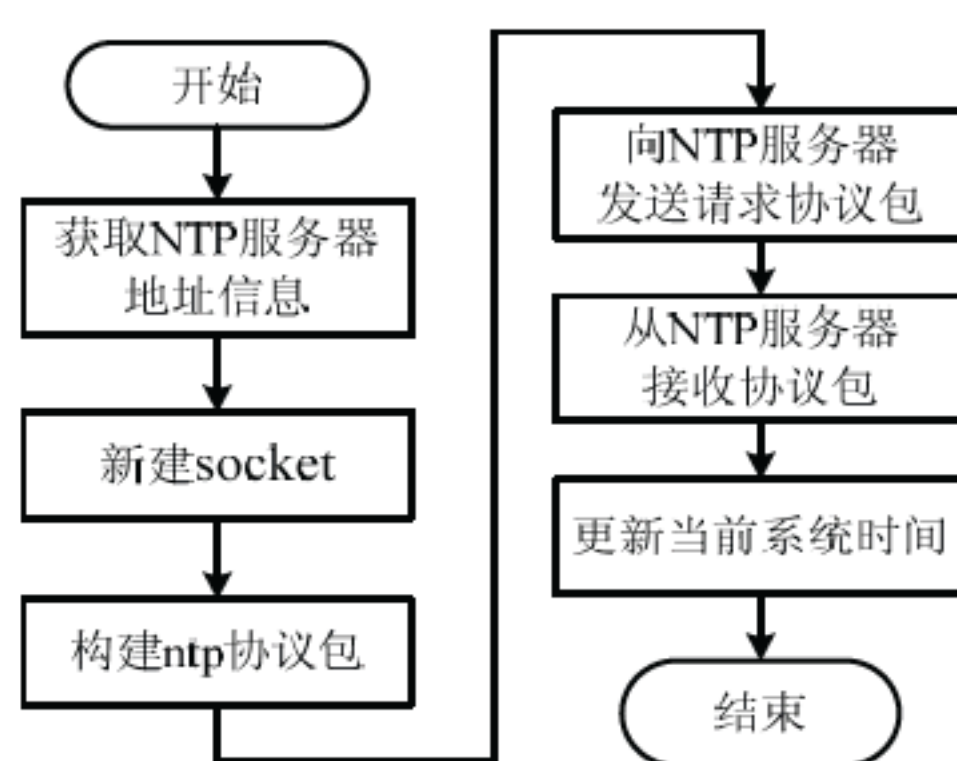 开始
获取NTP服务器
地址信息
新建socket
构建ntp协议包
向NTP服务器
发送请求协议包
从NTP服务器
接收协议包
更新当前系统时间
结束